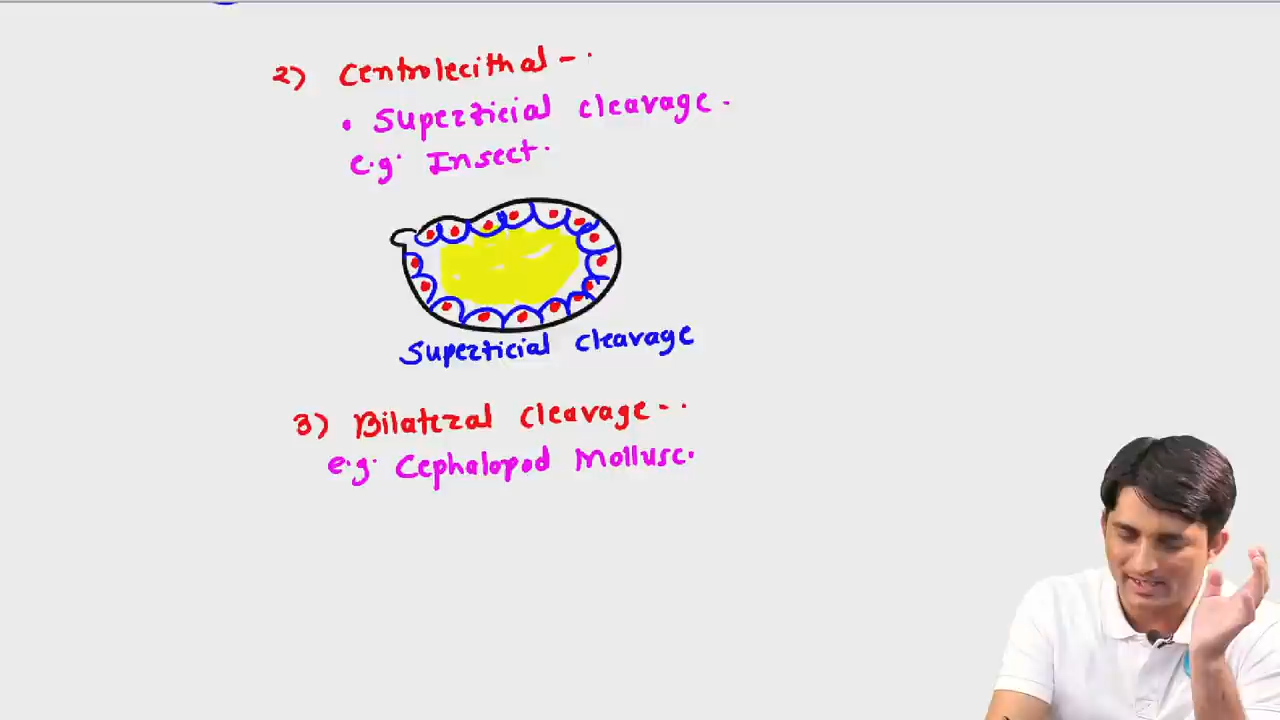 2) Centrolecithal - .
• Superficial cleavage.
e.g. Insect.
Superficial cleavage
3) Bilateral cleavage - .
e.g. Cephalopod Mollusc.